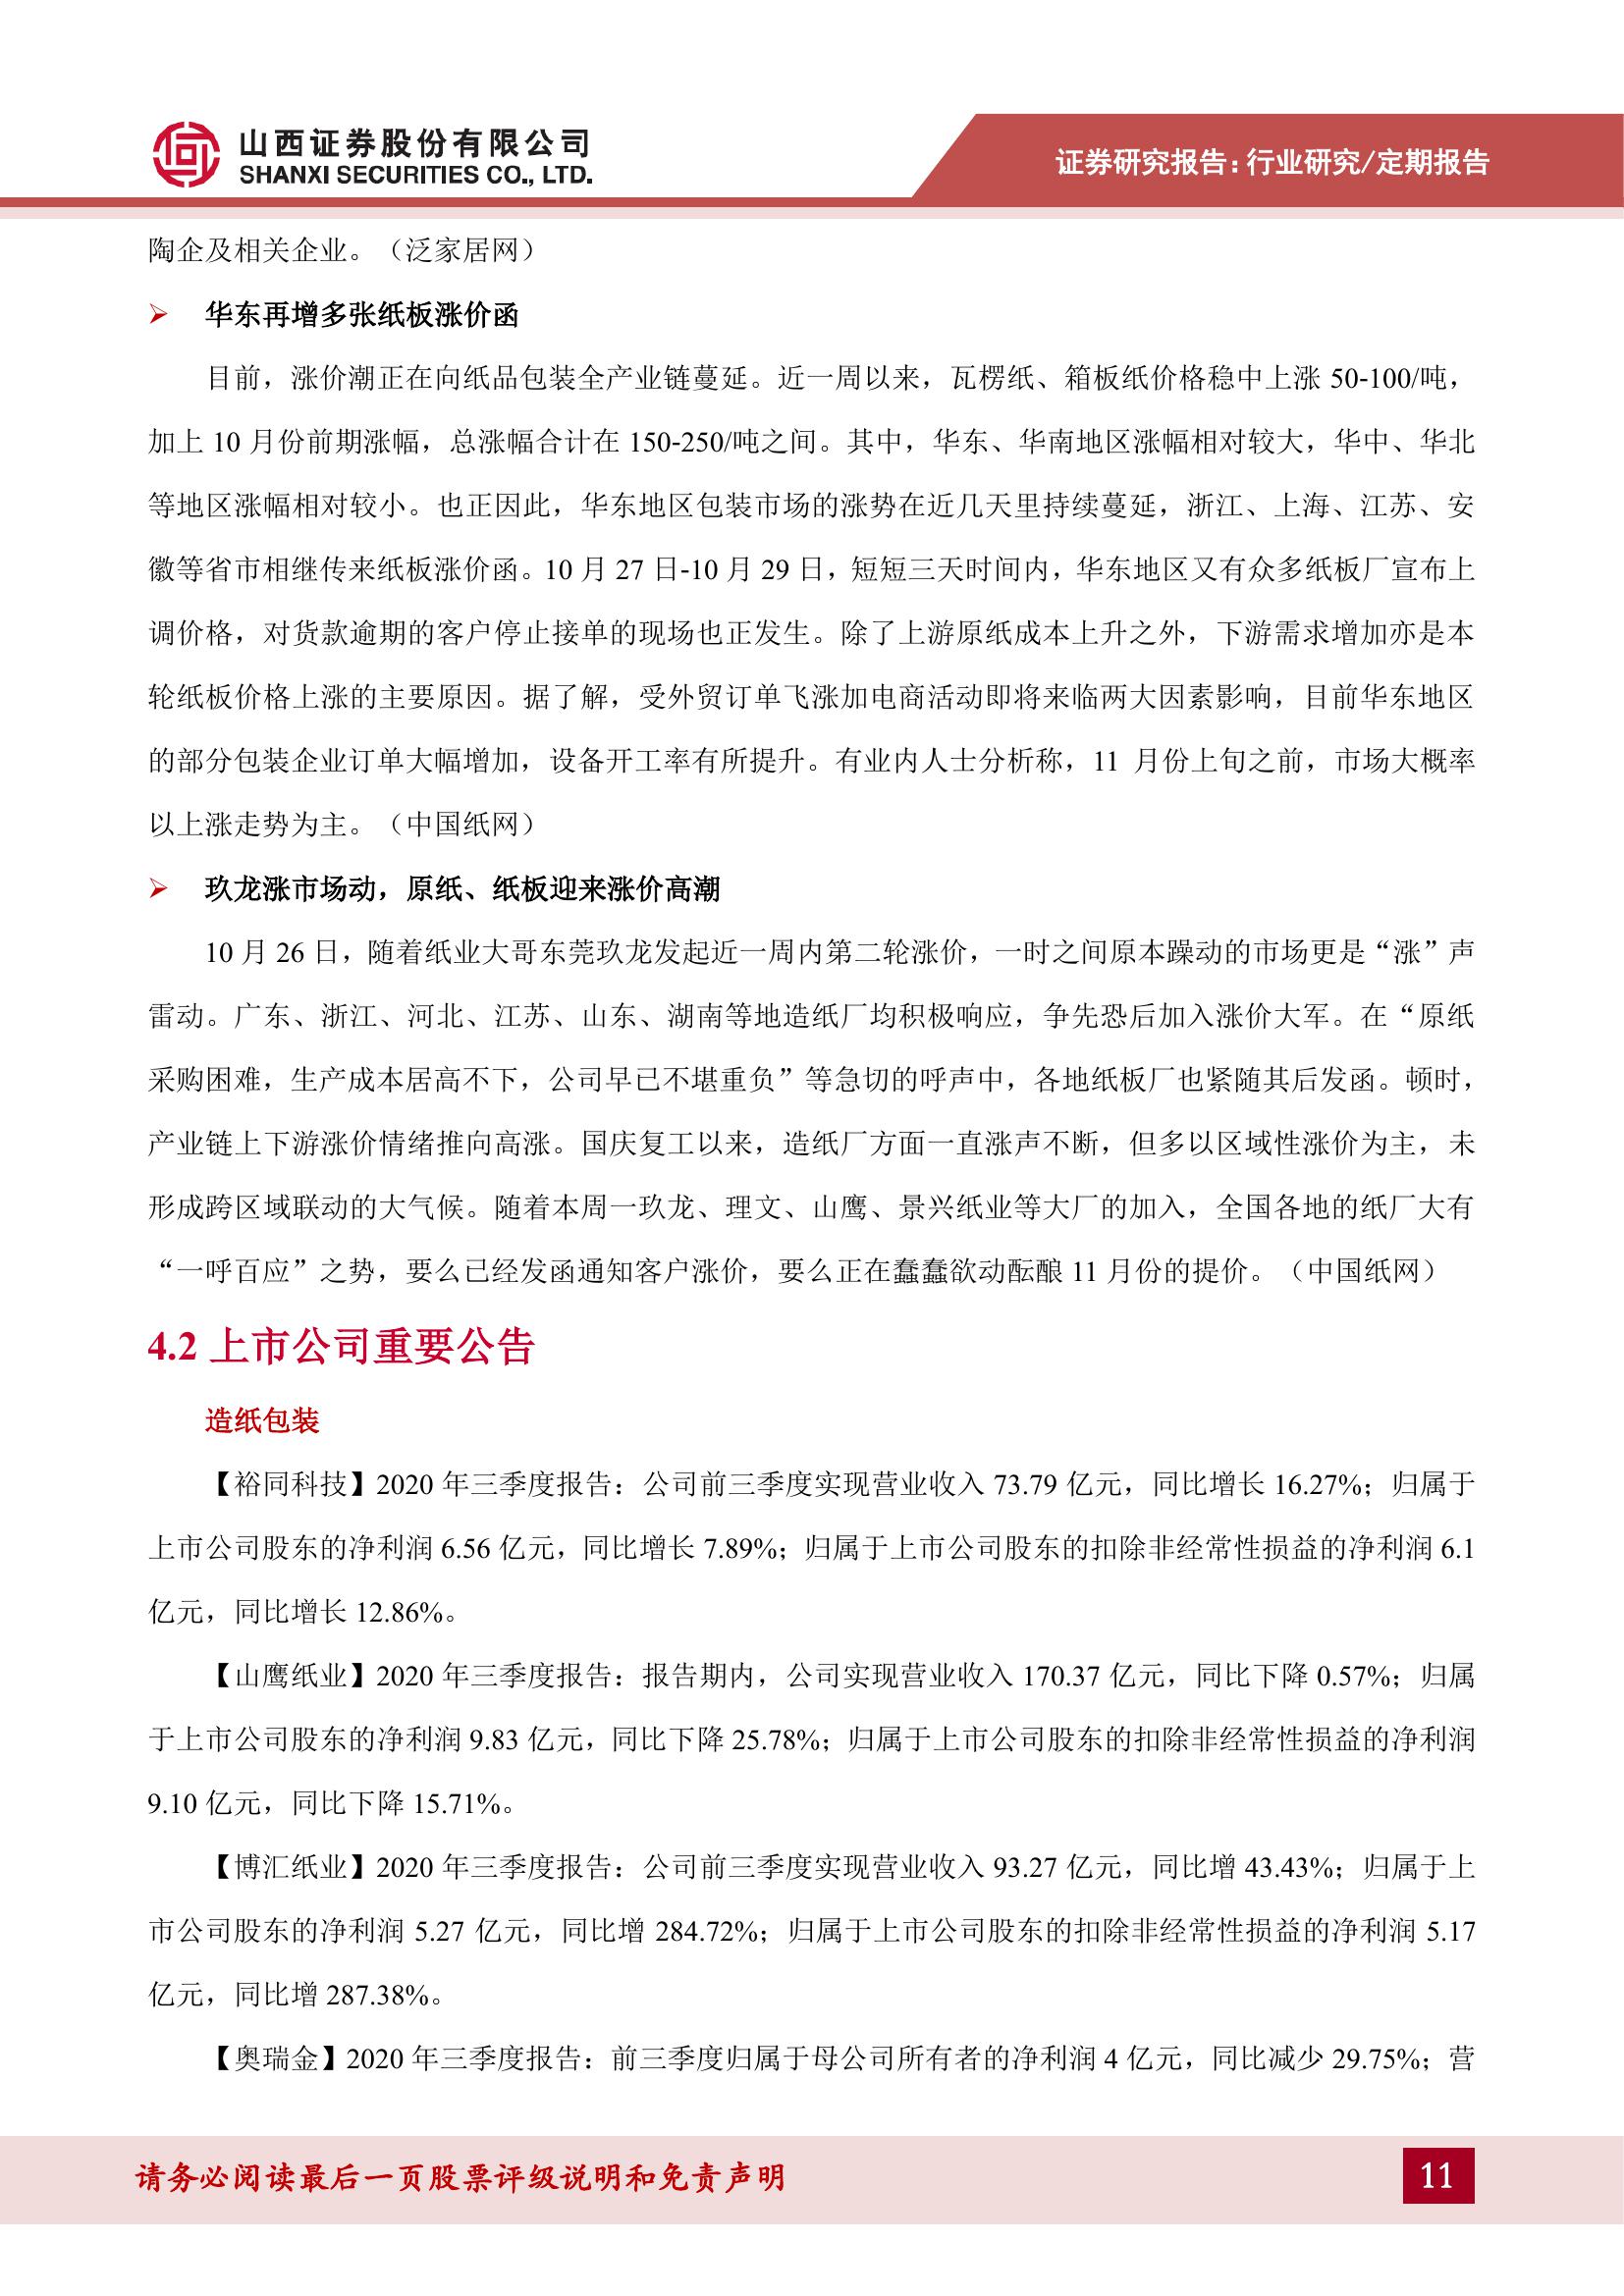 山西证券股份有限公司
SHANXI SECURITIES CO., LTD.
证券研究报告：行业研究/定期报告
陶企及相关企业。（泛家居网）
➢ 华东再增多张纸板涨价函
目前，涨价潮正在向纸品包装全产业链蔓延。近一周以来，瓦楞纸、箱板纸价格稳中上涨 50-100/吨，
加上 10 月份前期涨幅，总涨幅合计在 150-250/吨之间。其中，华东、华南地区涨幅相对较大，华中、华北
等地区涨幅相对较小。也正因此，华东地区包装市场的涨势在近几天里持续蔓延，浙江、上海、江苏、安
徽等省市相继传来纸板涨价函。10 月 27 日-10 月 29 日，短短三天时间内，华东地区又有众多纸板厂宣布上
调价格，对货款逾期的客户停止接单的现场也正发生。除了上游原纸成本上升之外，下游需求增加亦是本
轮纸板价格上涨的主要原因。据了解，受外贸订单飞涨加电商活动即将来临两大因素影响，目前华东地区
的部分包装企业订单大幅增加，设备开工率有所提升。有业内人士分析称，11 月份上旬之前，市场大概率
以上涨走势为主。（中国纸网）
➢ 玖龙涨市场动，原纸、纸板迎来涨价高潮
10 月 26 日，随着纸业大哥东莞玖龙发起近一周内第二轮涨价，一时之间原本躁动的市场更是“涨”声
雷动。广东、浙江、河北、江苏、山东、湖南等地造纸厂均积极响应，争先恐后加入涨价大军。在“原纸
采购困难，生产成本居高不下，公司早已不堪重负”等急切的呼声中，各地纸板厂也紧随其后发函。顿时，
产业链上下游涨价情绪推向高涨。国庆复工以来，造纸厂方面一直涨声不断，但多以区域性涨价为主，未
形成跨区域联动的大气候。随着本周一玖龙、理文、山鹰、景兴纸业等大厂的加入，全国各地的纸厂大有
“一呼百应”之势，要么已经发函通知客户涨价，要么正在蠢蠢欲动酝酿 11 月份的提价。（中国纸网）
4.2 上市公司重要公告
造纸包装
【裕同科技】2020 年三季度报告：公司前三季度实现营业收入 73.79 亿元，同比增长 16.27%；归属于
上市公司股东的净利润 6.56 亿元，同比增长 7.89%；归属于上市公司股东的扣除非经常性损益的净利润 6.1
亿元，同比增长 12.86%。
【山鹰纸业】2020 年三季度报告：报告期内，公司实现营业收入 170.37 亿元，同比下降 0.57%；归属
于上市公司股东的净利润 9.83 亿元，同比下降 25.78%；归属于上市公司股东的扣除非经常性损益的净利润
9.10 亿元，同比下降 15.71%。
【博汇纸业】2020 年三季度报告：公司前三季度实现营业收入 93.27 亿元，同比增 43.43%；归属于上
市公司股东的净利润 5.27 亿元，同比增 284.72%；归属于上市公司股东的扣除非经常性损益的净利润 5.17
亿元，同比增 287.38%。
【奥瑞金】2020 年三季度报告：前三季度归属于母公司所有者的净利润 4 亿元，同比减少 29.75%；营
请务必阅读最后一页股票评级说明和免责声明
11